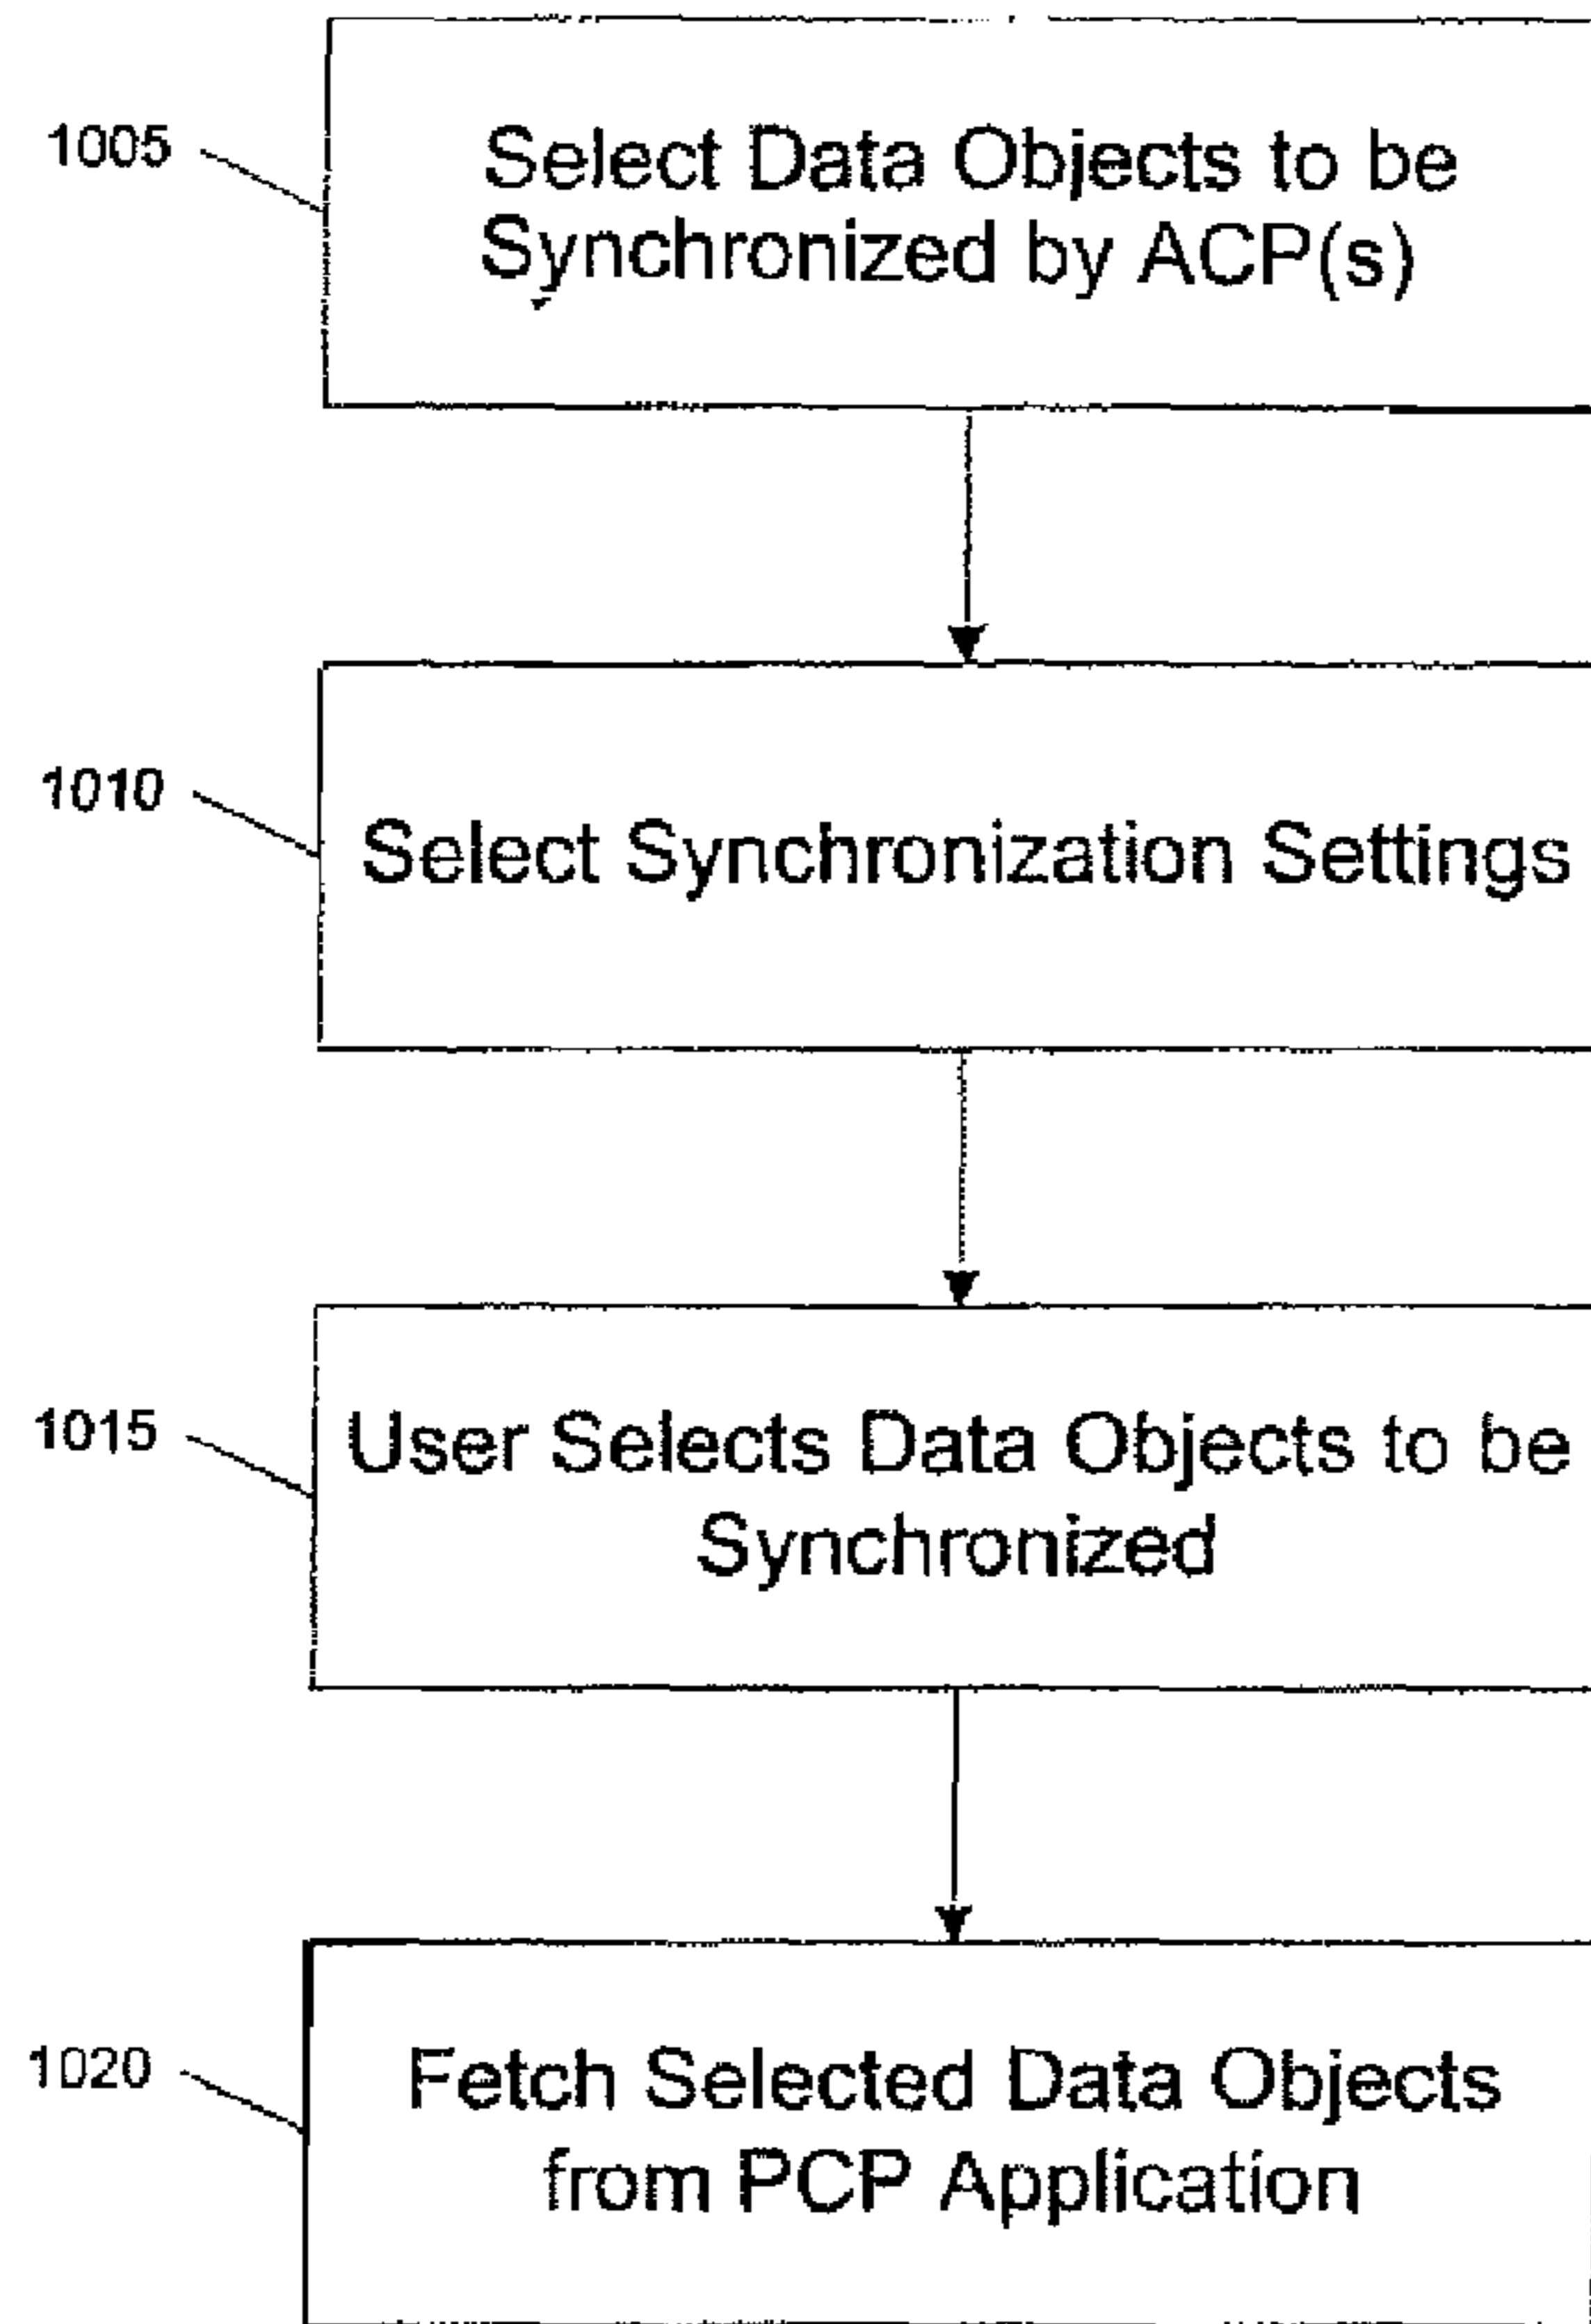 1005
Select Data Objects to be
Synchronized by ACP(s)
1010
Select Synchronization Settings
1015
User Selects Data Objects to be
Synchronized
1020
Fetch Selected Data Objects
from PCP Application